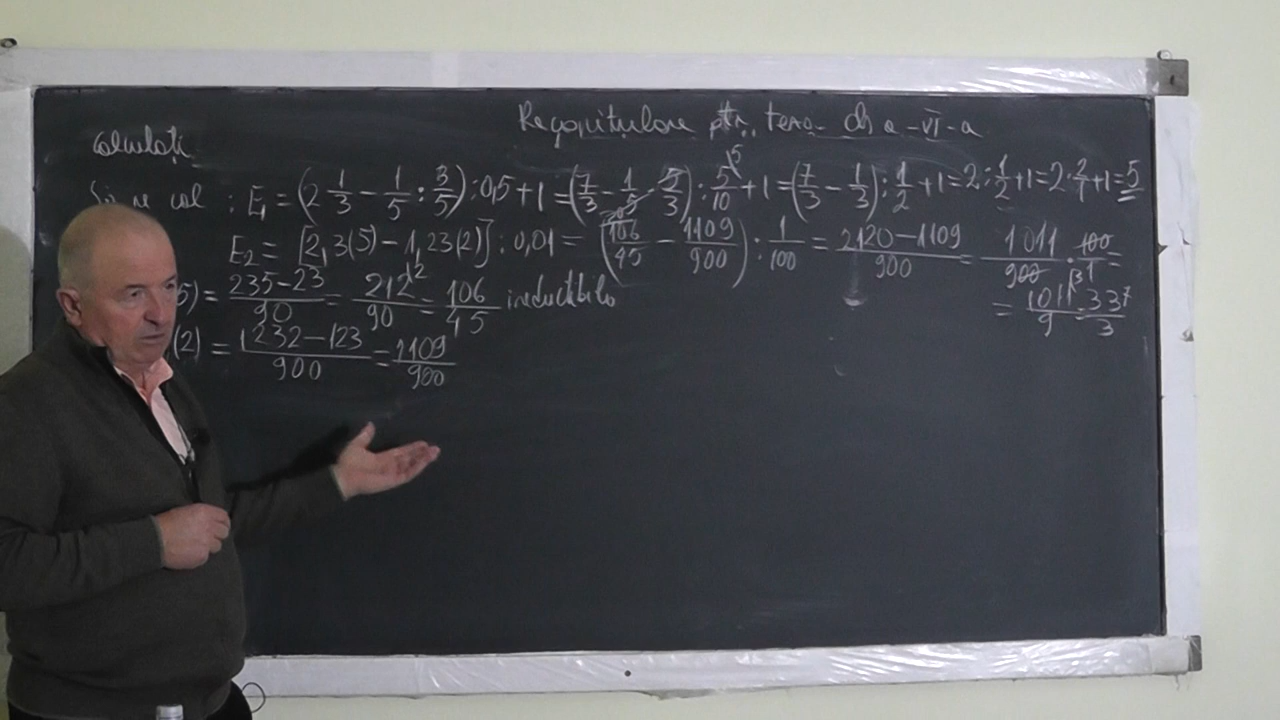 Recapitulare ptr. teza cls a-VI-a
Calculați
Să se cal : E₁ = (2 1/3 − 1/5 : 3/5) : 0,5 + 1 = (7/3 − 1/5 · 5/3) : 5/10 + 1 = (7/3 − 1/3) : 1/2 + 1 = 2 : 1/2 + 1 = 2 · 2/1 + 1 = 5
E₂ = [2,3(5) − 1,23(2)] : 0,01 = (106/45 − 1109/900) : 1/100 = 2120−1109/900 = 1011/900 · 100/1 =
5) = 235−23/90 = 212/90 = 106/45 ireductibila
= 1011/9 = 337/3
(2) = 1232−123/900 = 1109/900